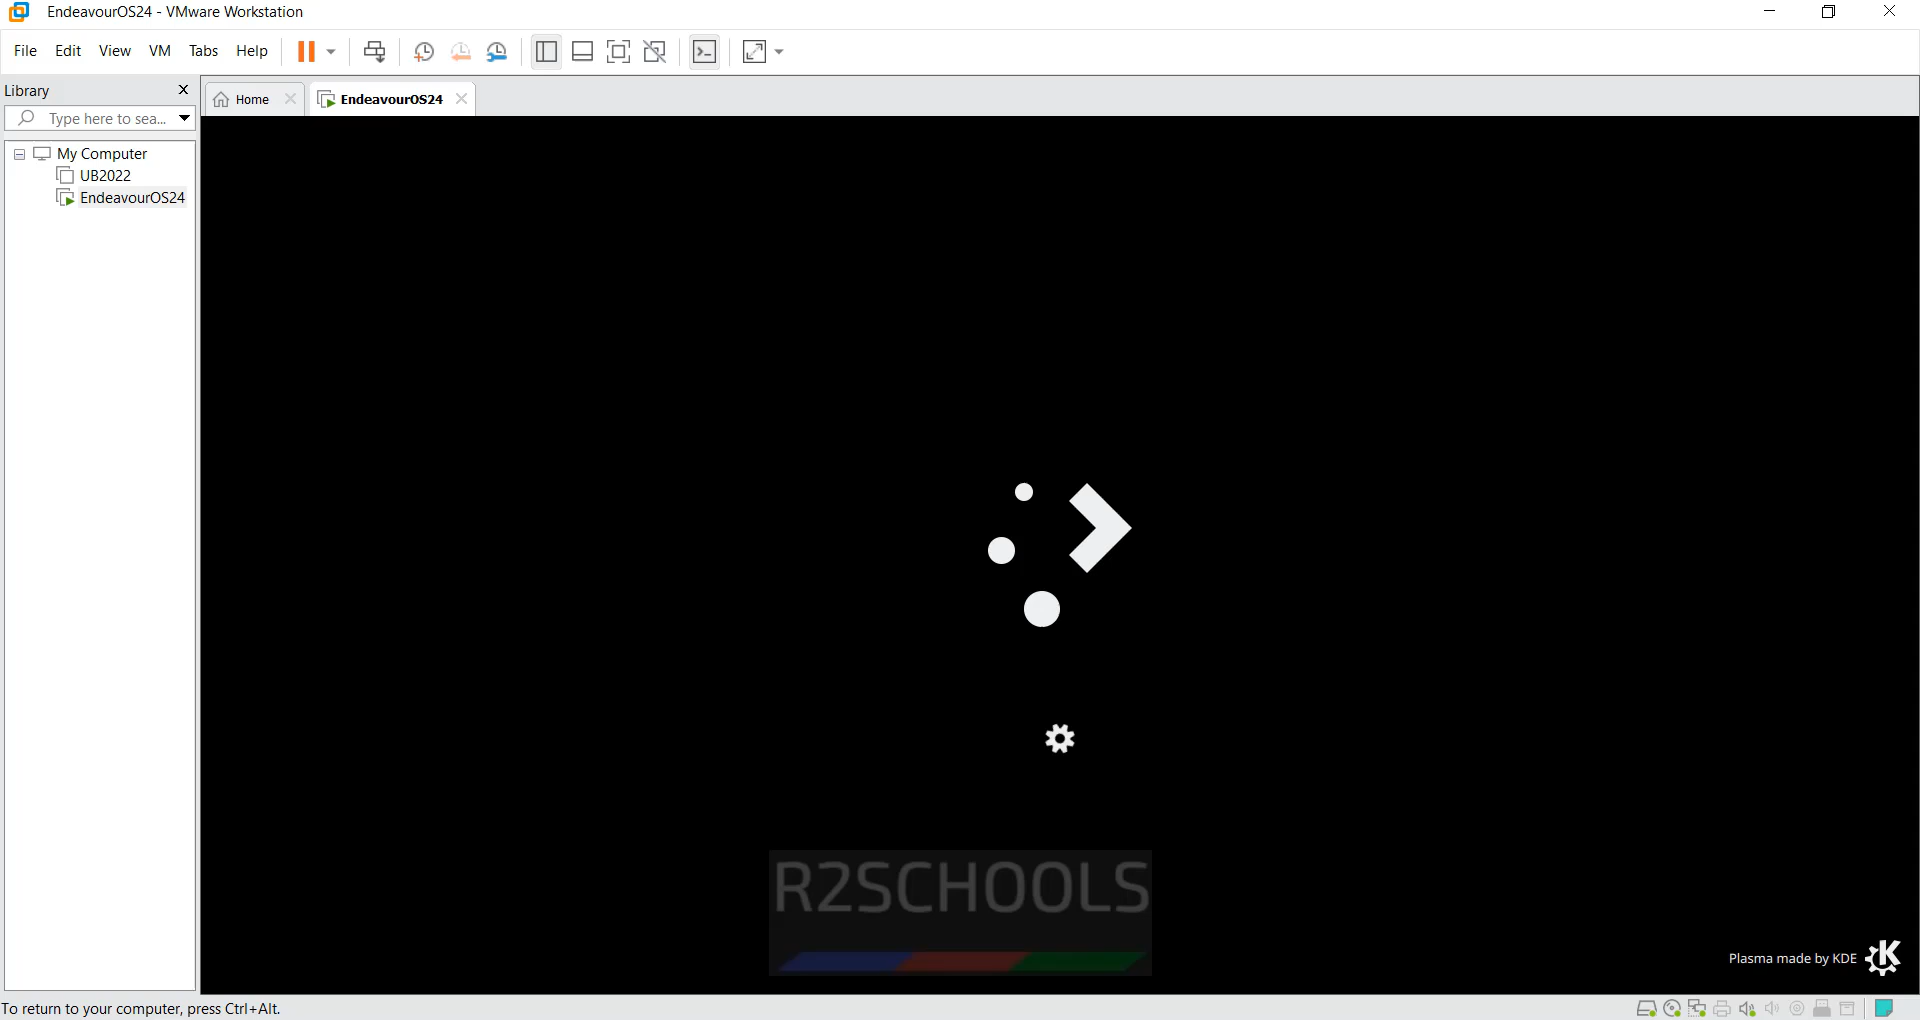 EndeavourOS24 - VMware Workstation
File Edit View VM Tabs Help
Library
Home EndeavourOS24
Type here to sea...
My Computer
UB2022
EndeavourOS24
R2SCHOOLS
Plasma made by KDE
To return to your computer, press Ctrl+Alt.